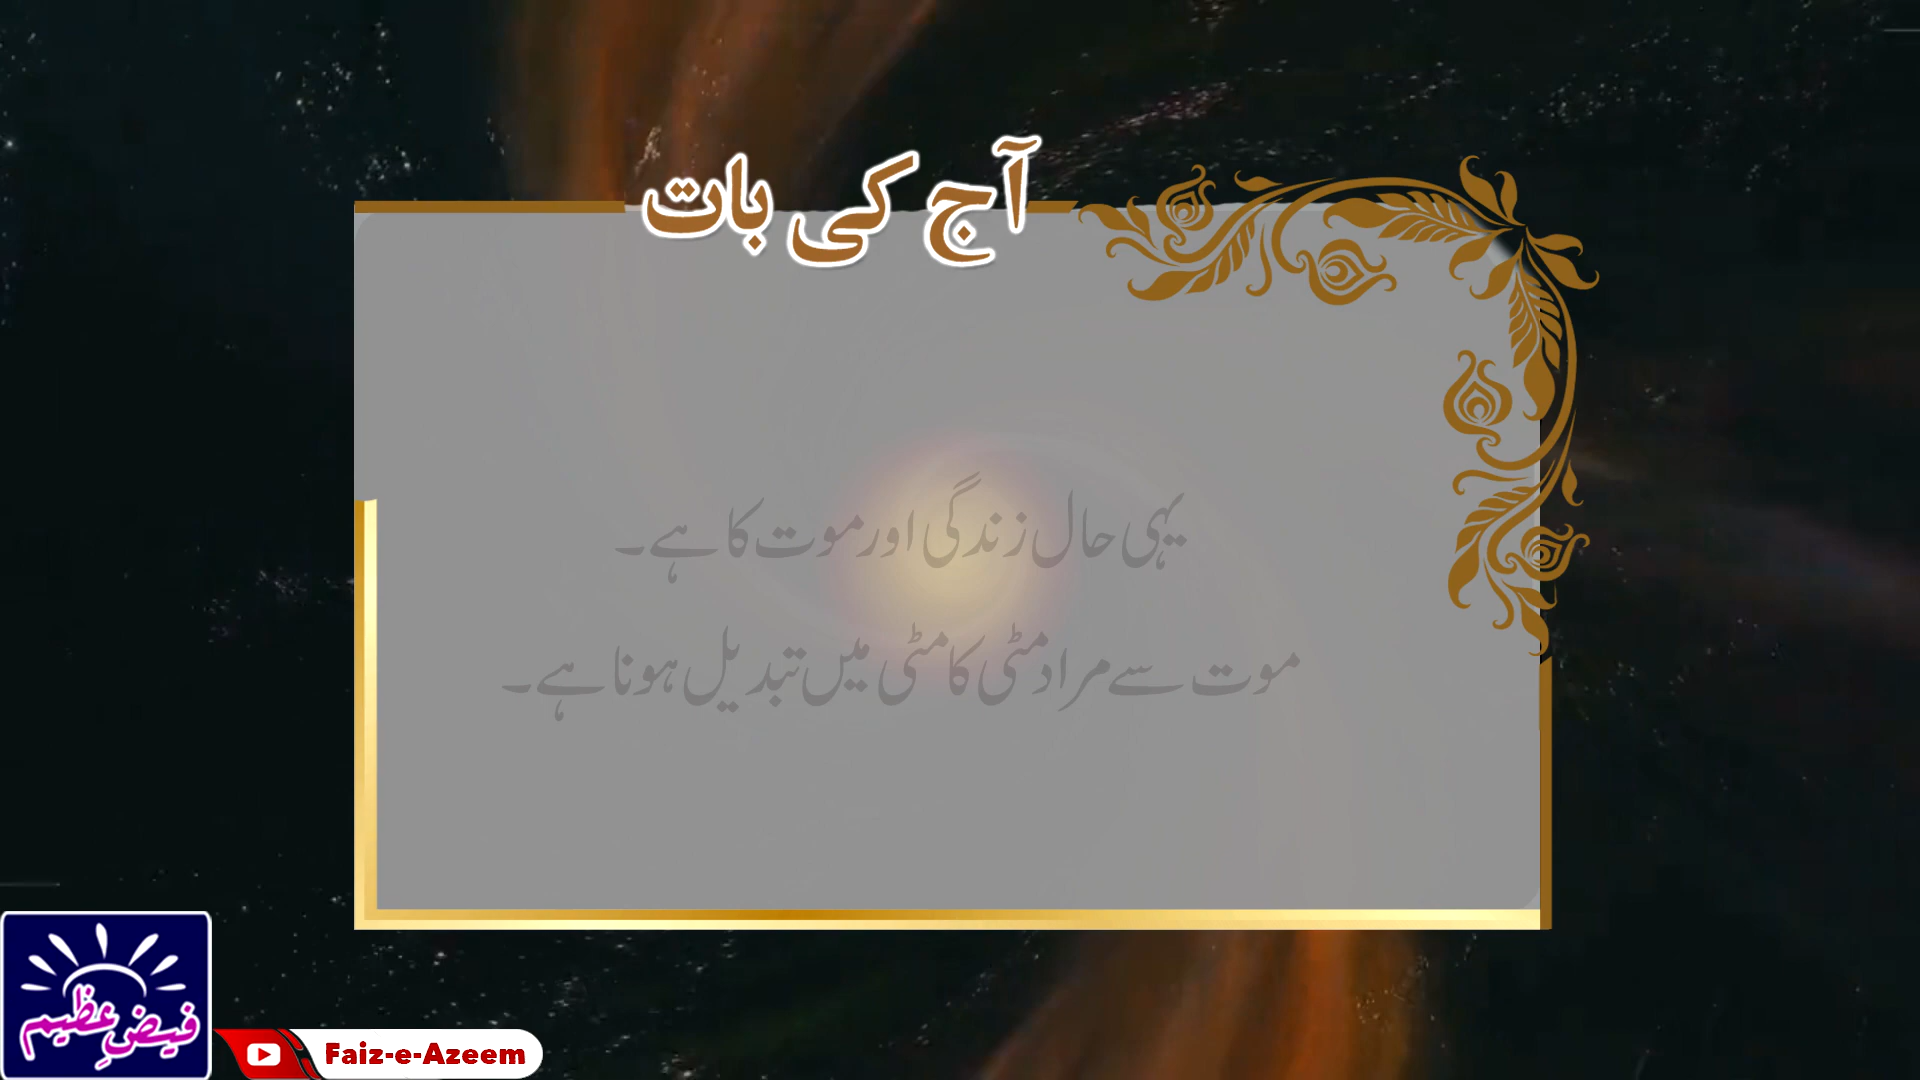 آج کی بات
یہی حال زندگی اور موت کا ہے۔
موت سے مراد مٹی کا مٹی میں تبدیل ہونا ہے۔
فیضِ عظیم
Faiz-e-Azeem